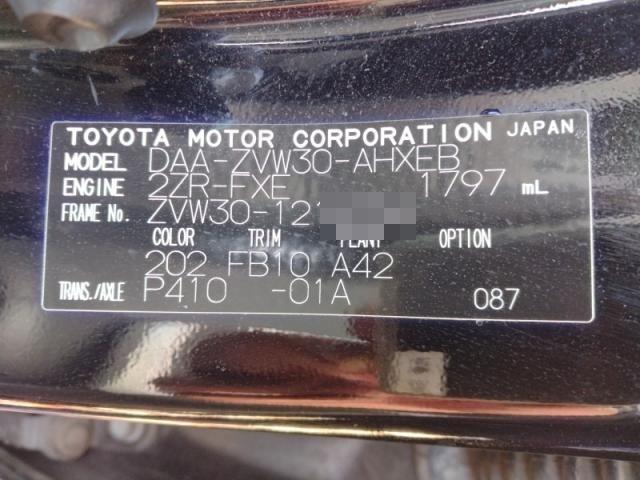 TOYOTA MOTOR CORPORATION JAPAN
MODEL DAA-ZVW30-AHXEB
ENGINE 2ZR-FXE 1797 mL
FRAME No. ZVW30-121
COLOR TRIM PLANT OPTION
202 FB10 A42
TRANS./AXLE P410 -01A 087